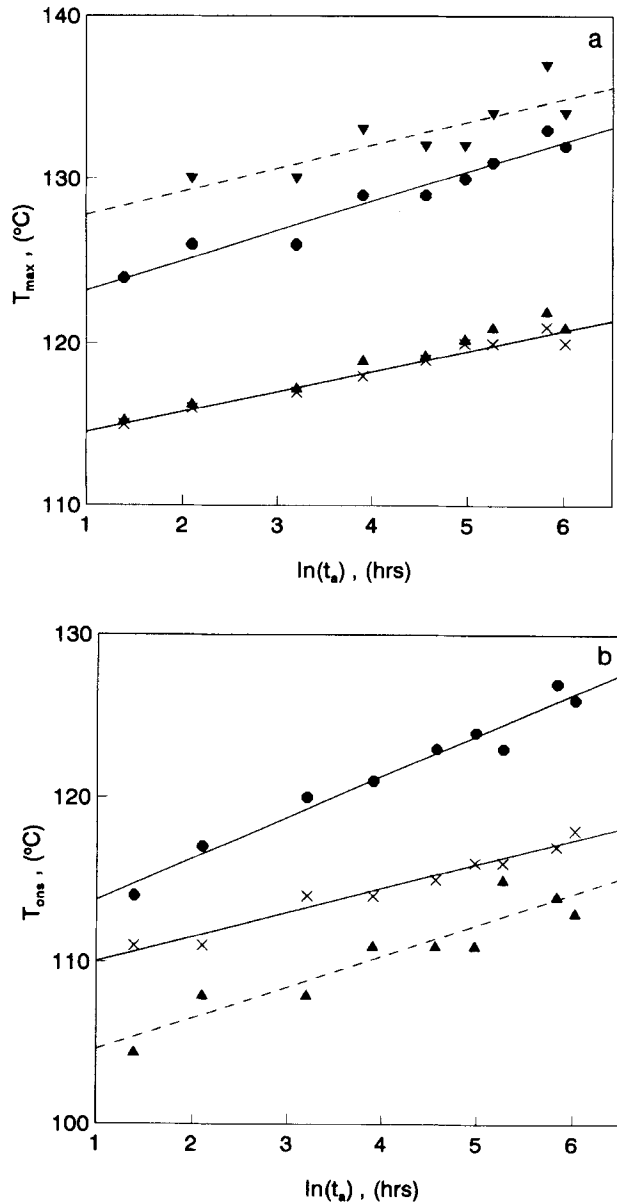 a
140
130
120
110
T_max , (°C)
1 2 3 4 5 6
ln(t_a) , (hrs)
b
130
120
110
100
T_ons , (°C)
1 2 3 4 5 6
ln(t_a) , (hrs)